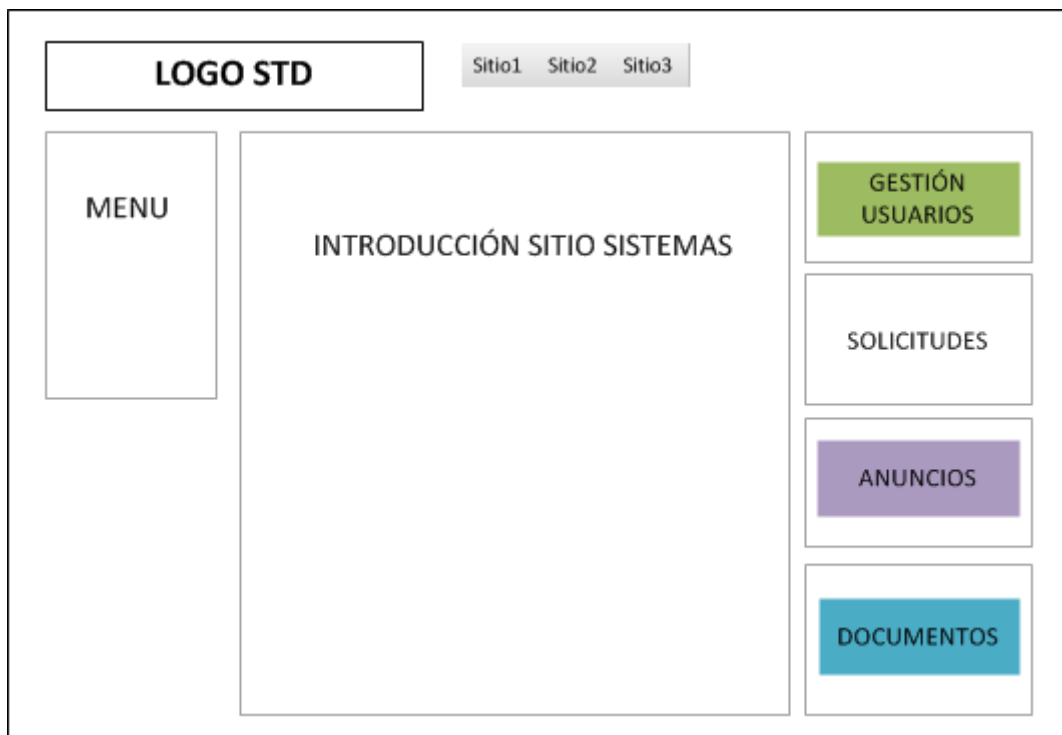 LOGO STD
Sitio1 Sitio2 Sitio3
MENU
INTRODUCCIÓN SITIO SISTEMAS
GESTIÓN
USUARIOS
SOLICITUDES
ANUNCIOS
DOCUMENTOS